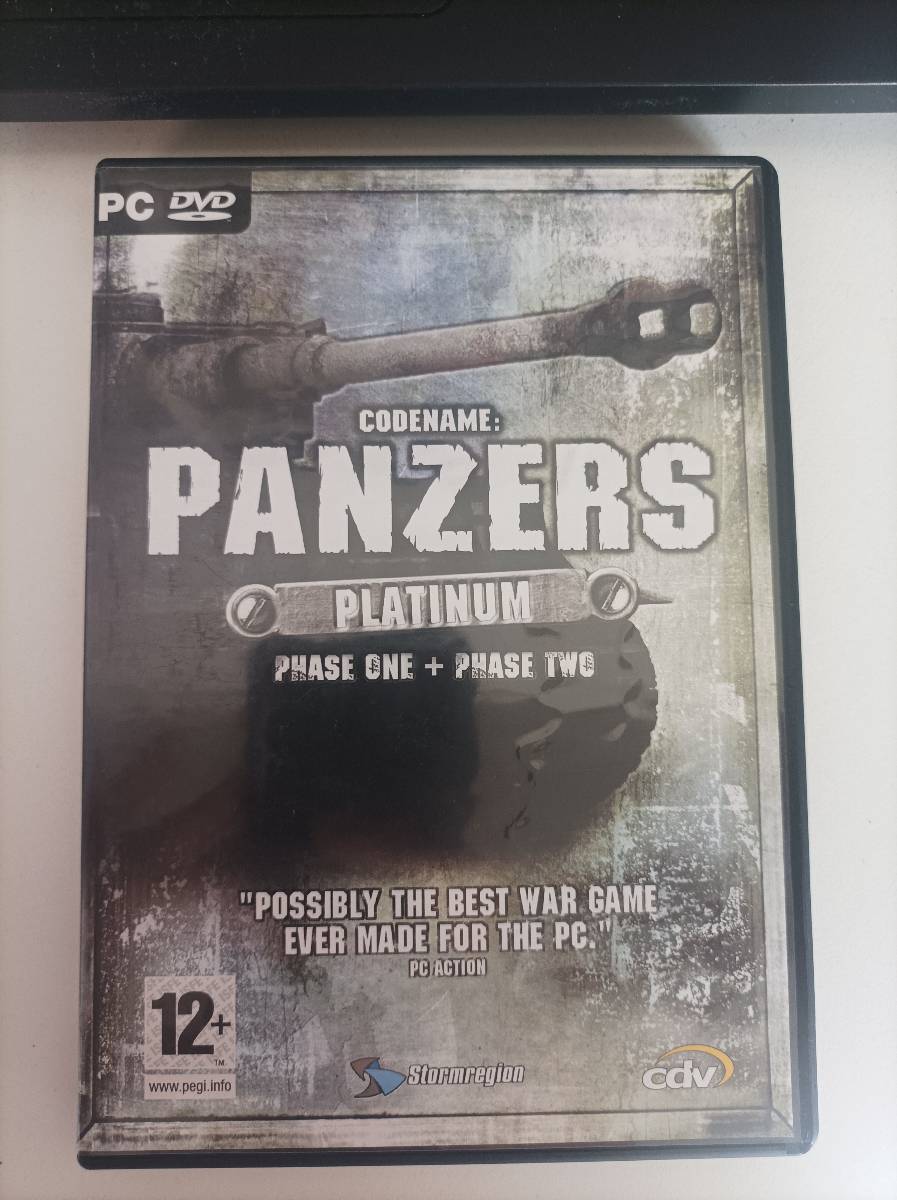 PC DVD
CODENAME:
PANZERS
PLATINUM
PHASE ONE + PHASE TWO
"POSSIBLY THE BEST WAR GAME
EVER MADE FOR THE PC."
PC ACTION
12+
TM
www.pegi.info
Stormregion
cdv